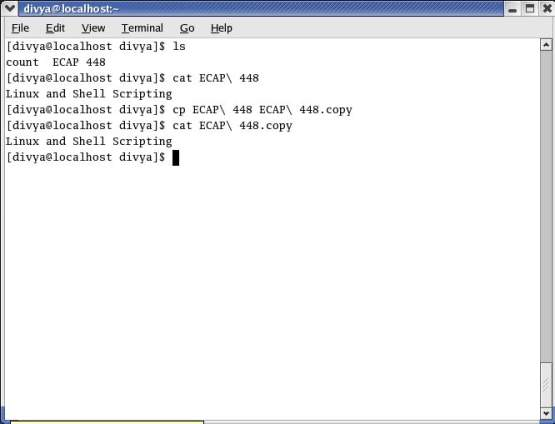 divya@localhost:~
File Edit View Terminal Go Help
[divya@localhost divya]$ ls
count  ECAP 448
[divya@localhost divya]$ cat ECAP\ 448
Linux and Shell Scripting
[divya@localhost divya]$ cp ECAP\ 448 ECAP\ 448.copy
[divya@localhost divya]$ cat ECAP\ 448.copy
Linux and Shell Scripting
[divya@localhost divya]$